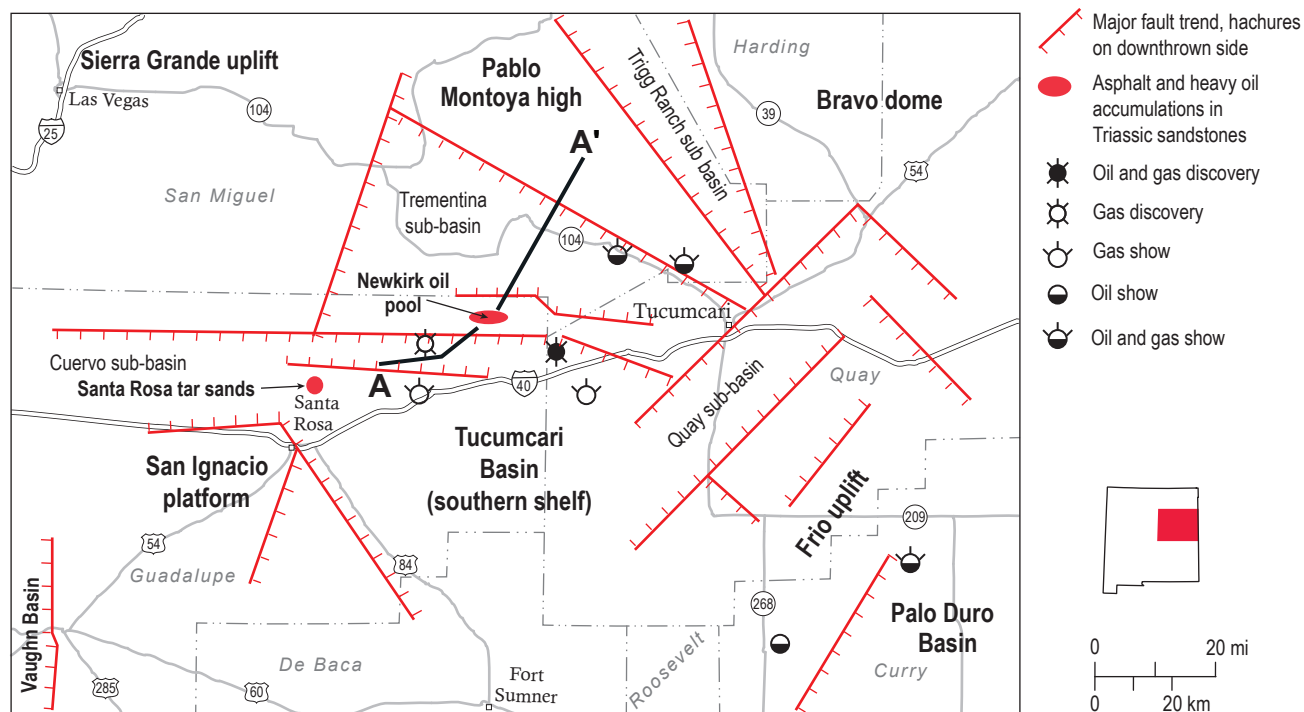 Sierra Grande uplift
Las Vegas
25
104
San Miguel
Pablo
Montoya high
A'
Trigg Ranch sub basin
Harding
39
Bravo dome
54
Trementina
sub-basin
104
Newkirk oil
pool
Tucumcari
Cuervo sub-basin
Santa Rosa tar sands
A
40
Santa
Rosa
Quay
Quay sub-basin
San Ignacio
platform
Tucumcari
Basin
(southern shelf)
Frio uplift
209
54
Guadalupe
84
Vaughn Basin
268
Palo Duro
Basin
De Baca
Roosevelt
Curry
285
60
Fort
Sumner
Major fault trend, hachures
on downthrown side
Asphalt and heavy oil
accumulations in
Triassic sandstones
Oil and gas discovery
Gas discovery
Gas show
Oil show
Oil and gas show
0 20 mi
0 20 km